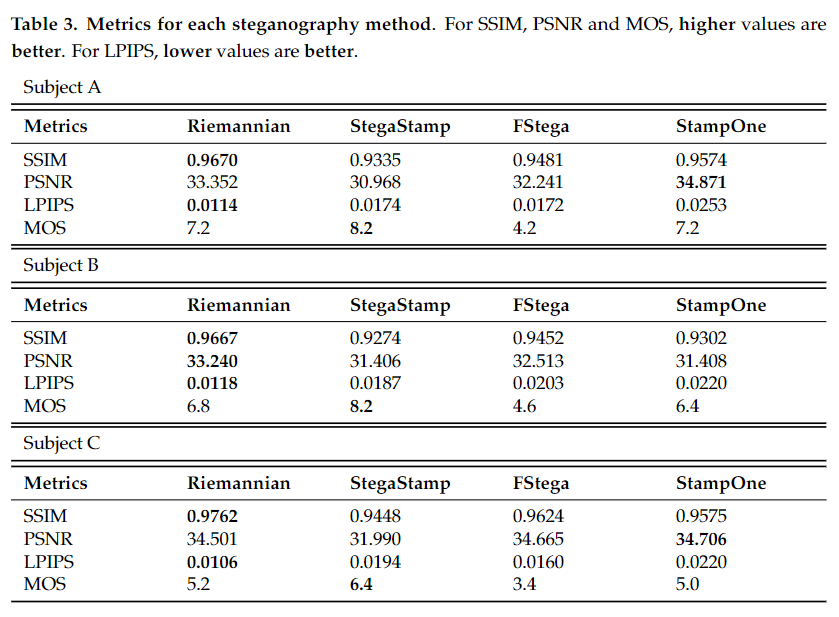 Table 3. Metrics for each steganography method. For SSIM, PSNR and MOS, higher values are
better. For LPIPS, lower values are better.
Subject A
Metrics Riemannian StegaStamp FStega StampOne
SSIM 0.9670 0.9335 0.9481 0.9574
PSNR 33.352 30.968 32.241 34.871
LPIPS 0.0114 0.0174 0.0172 0.0253
MOS 7.2 8.2 4.2 7.2
Subject B
Metrics Riemannian StegaStamp FStega StampOne
SSIM 0.9667 0.9274 0.9452 0.9302
PSNR 33.240 31.406 32.513 31.408
LPIPS 0.0118 0.0187 0.0203 0.0220
MOS 6.8 8.2 4.6 6.4
Subject C
Metrics Riemannian StegaStamp FStega StampOne
SSIM 0.9762 0.9448 0.9624 0.9575
PSNR 34.501 31.990 34.665 34.706
LPIPS 0.0106 0.0194 0.0160 0.0220
MOS 5.2 6.4 3.4 5.0